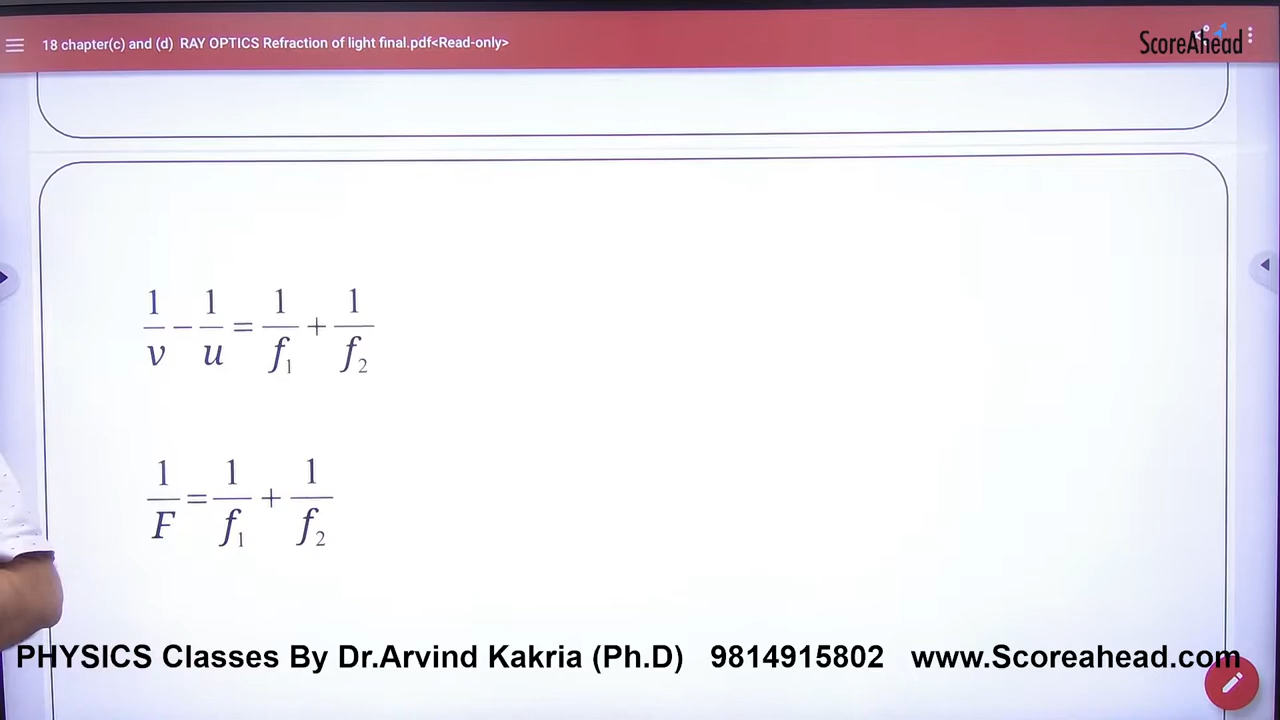 18 chapter(c) and (d) RAY OPTICS Refraction of light final.pdf<Read-only>
ScoreAhead
1/v − 1/u = 1/f₁ + 1/f₂
1/F = 1/f₁ + 1/f₂
PHYSICS Classes By Dr.Arvind Kakria (Ph.D) 9814915802 www.Scoreahead.com